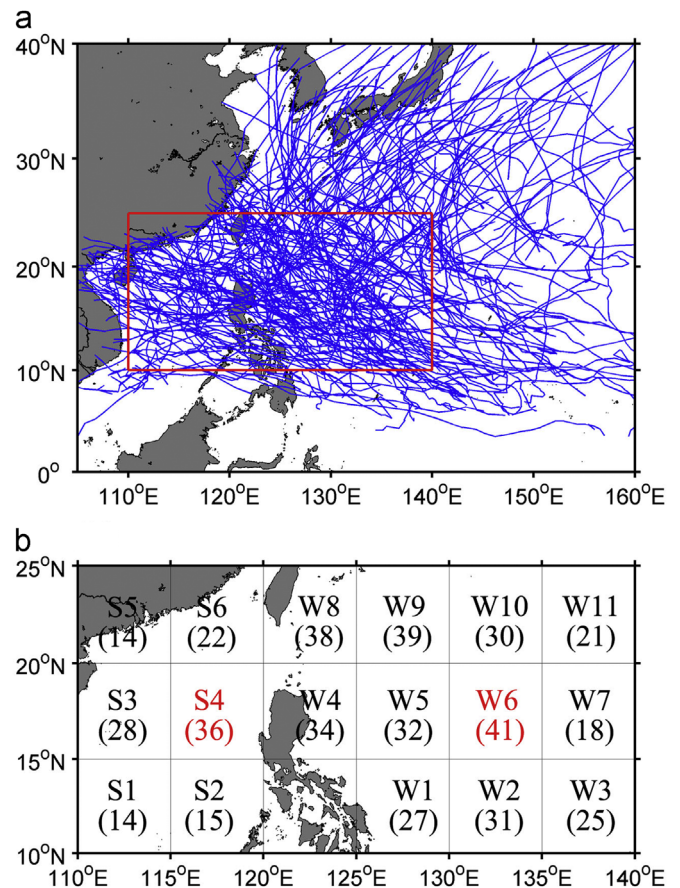 a
40°N
30°N
20°N
10°N
0°
110°E 120°E 130°E 140°E 150°E 160°E
b
25°N
S5 S6 W8 W9 W10 W11
(14) (22) (38) (39) (30) (21)
20°N
S3 S4 W4 W5 W6 W7
(28) (36) (34) (32) (41) (18)
15°N
S1 S2 W1 W2 W3
(14) (15) (27) (31) (25)
10°N
110°E 115°E 120°E 125°E 130°E 135°E 140°E